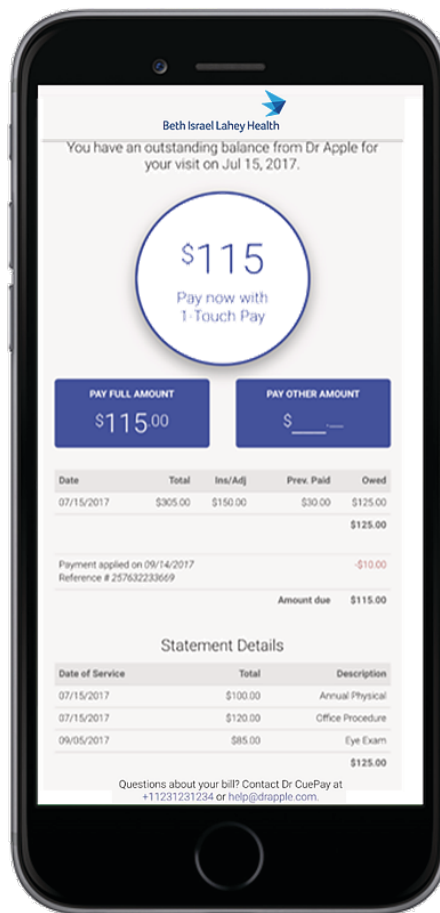 Beth Israel Lahey Health
You have an outstanding balance from Dr Apple for
your visit on Jul 15, 2017.
$115
Pay now with
1-Touch Pay
PAY FULL AMOUNT
$115.00
PAY OTHER AMOUNT
$____.__
Date Total Ins/Adj Prev. Paid Owed
07/15/2017 $305.00 $150.00 $30.00 $125.00
$125.00
Payment applied on 09/14/2017 -$10.00
Reference # 257632233669
Amount due $115.00
Statement Details
Date of Service Total Description
07/15/2017 $100.00 Annual Physical
07/15/2017 $120.00 Office Procedure
09/05/2017 $85.00 Eye Exam
$125.00
Questions about your bill? Contact Dr CuePay at
+11231231234 or help@drapple.com.